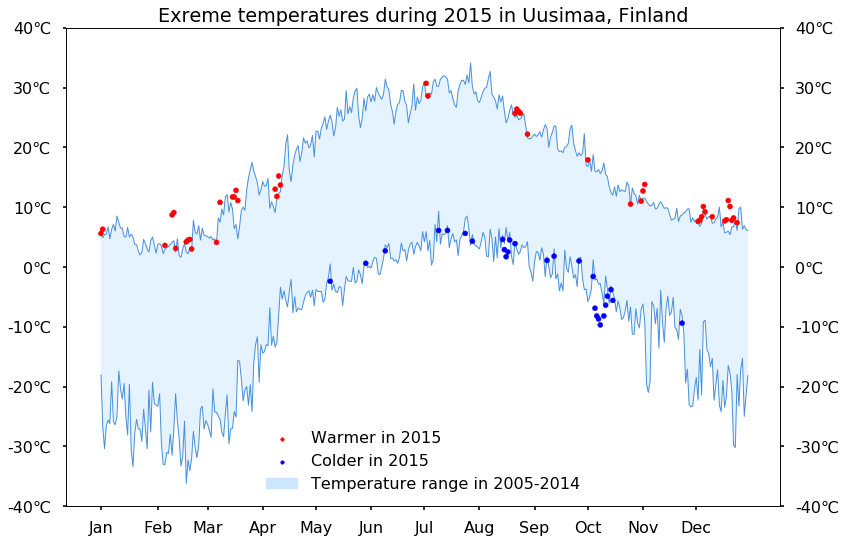 Exreme temperatures during 2015 in Uusimaa, Finland
40°C 40°C
30°C 30°C
20°C 20°C
10°C 10°C
0°C 0°C
-10°C -10°C
-20°C -20°C
-30°C -30°C
-40°C -40°C
Warmer in 2015
Colder in 2015
Temperature range in 2005-2014
Jan Feb Mar Apr May Jun Jul Aug Sep Oct Nov Dec